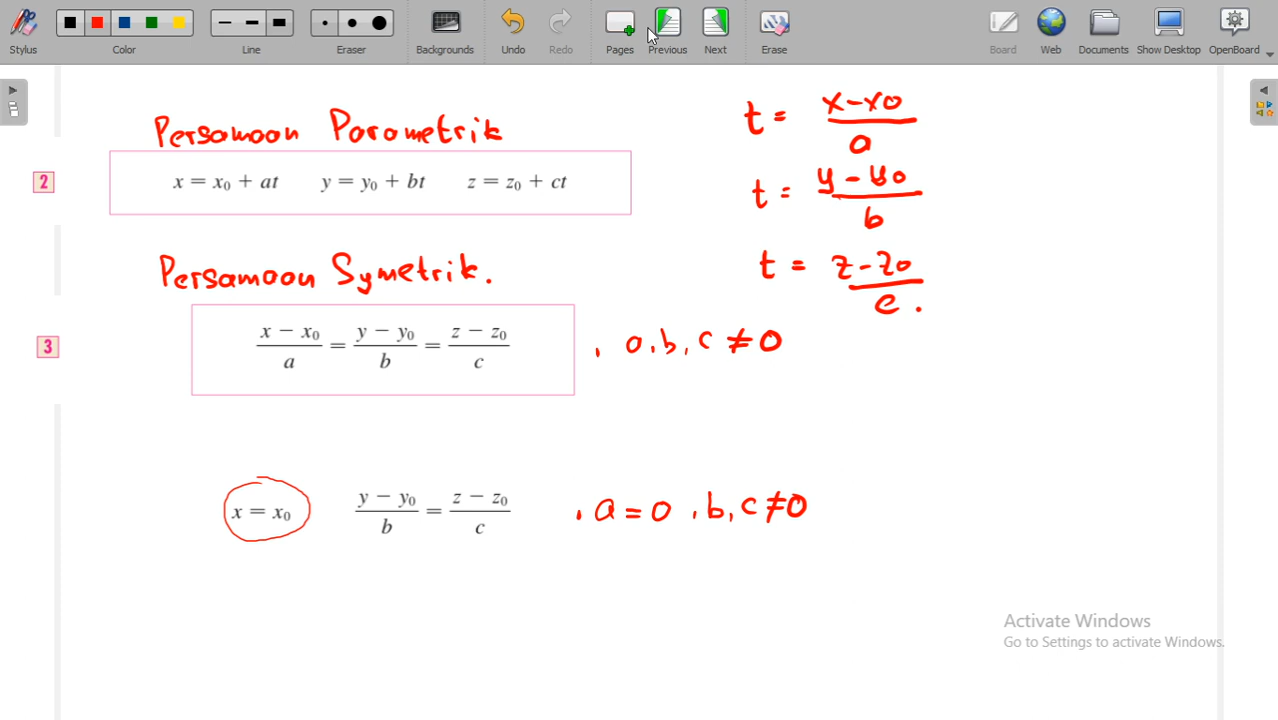 Stylus Color Line Eraser Backgrounds Undo Redo Pages Previous Next Erase Board Web Documents Show Desktop OpenBoard
Persamaan Parametrik
2
x = x₀ + at y = y₀ + bt z = z₀ + ct
t = (x-x0)/a
t = (y-y0)/b
t = (z-z0)/c.
Persamaan Symetrik.
3
(x − x₀)/a = (y − y₀)/b = (z − z₀)/c , a, b, c ≠ 0
x = x₀ (y − y₀)/b = (z − z₀)/c , a = 0 , b, c ≠ 0
Activate Windows
Go to Settings to activate Windows.